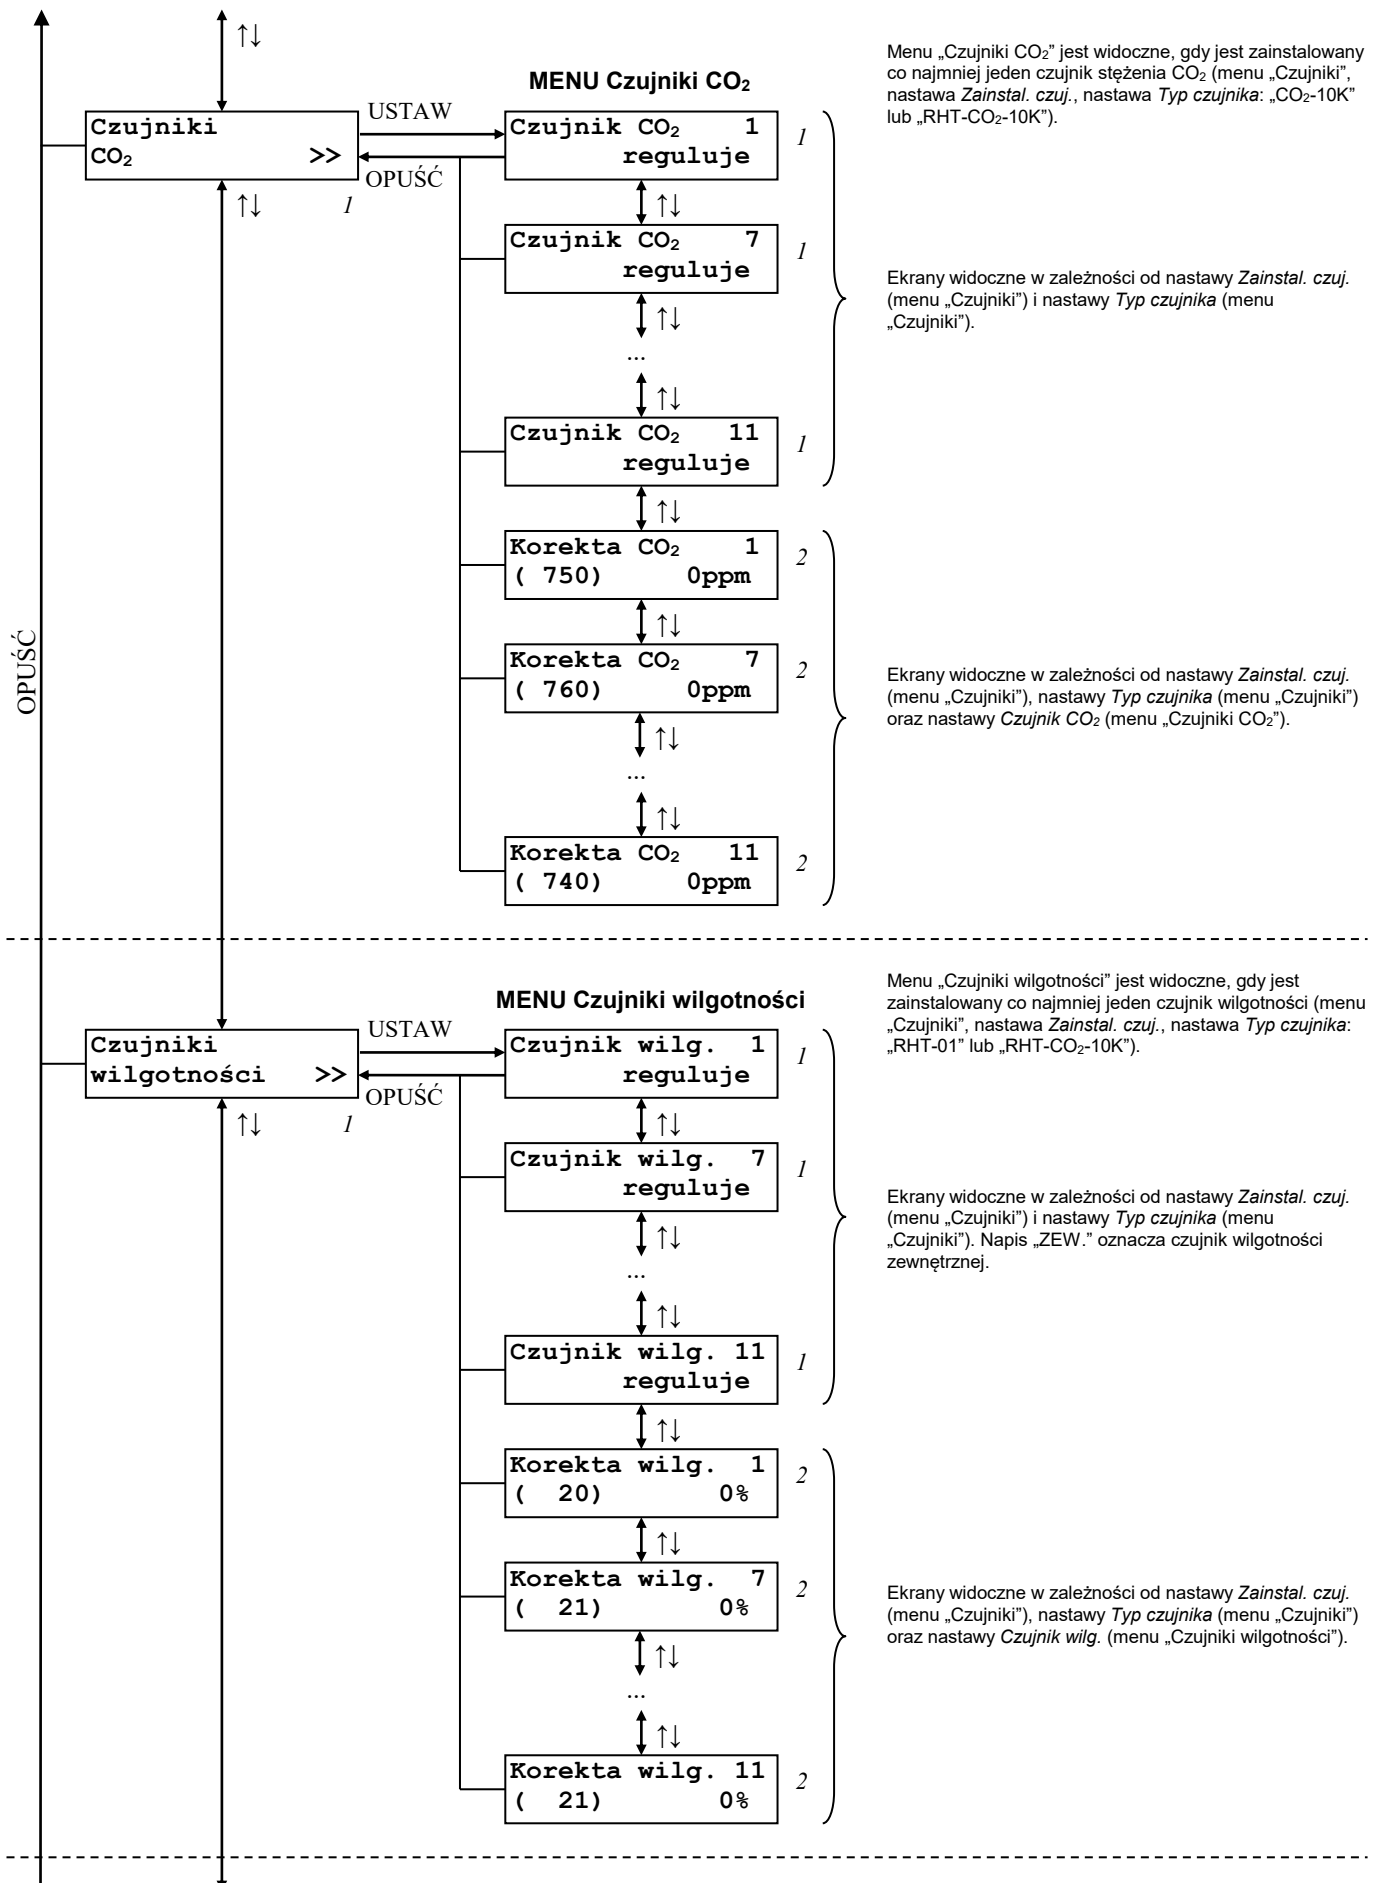 ↑↓
MENU Czujniki CO₂
Menu „Czujniki CO₂” jest widoczne, gdy jest zainstalowany
co najmniej jeden czujnik stężenia CO₂ (menu „Czujniki”,
nastawa Zainstal. czuj., nastawa Typ czujnika: „CO₂-10K”
lub „RHT-CO₂-10K”).
Czujniki
CO₂ >>
USTAW
OPUŚĆ
↑↓ 1
Czujnik CO₂ 1
reguluje
1
↑↓
Czujnik CO₂ 7
reguluje
1
Ekrany widoczne w zależności od nastawy Zainstal. czuj.
(menu „Czujniki”) i nastawy Typ czujnika (menu
„Czujniki”).
↑↓
...
↑↓
Czujnik CO₂ 11
reguluje
1
↑↓
Korekta CO₂ 1
( 750) 0ppm
2
↑↓
OPUŚĆ
Korekta CO₂ 7
( 760) 0ppm
2
Ekrany widoczne w zależności od nastawy Zainstal. czuj.
(menu „Czujniki”), nastawy Typ czujnika (menu „Czujniki”)
oraz nastawy Czujnik CO₂ (menu „Czujniki CO₂”).
↑↓
...
↑↓
Korekta CO₂ 11
( 740) 0ppm
2
MENU Czujniki wilgotności
Menu „Czujniki wilgotności” jest widoczne, gdy jest
zainstalowany co najmniej jeden czujnik wilgotności (menu
„Czujniki”, nastawa Zainstal. czuj., nastawa Typ czujnika:
„RHT-01” lub „RHT-CO₂-10K”).
Czujniki
wilgotności >>
USTAW
OPUŚĆ
↑↓ 1
Czujnik wilg. 1
reguluje
1
↑↓
Czujnik wilg. 7
reguluje
1
Ekrany widoczne w zależności od nastawy Zainstal. czuj.
(menu „Czujniki”) i nastawy Typ czujnika (menu
„Czujniki”). Napis „ZEW.” oznacza czujnik wilgotności
zewnętrznej.
↑↓
...
↑↓
Czujnik wilg. 11
reguluje
1
↑↓
Korekta wilg. 1
( 20) 0%
2
↑↓
Korekta wilg. 7
( 21) 0%
2
Ekrany widoczne w zależności od nastawy Zainstal. czuj.
(menu „Czujniki”), nastawy Typ czujnika (menu „Czujniki”)
oraz nastawy Czujnik wilg. (menu „Czujniki wilgotności”).
↑↓
...
↑↓
Korekta wilg. 11
( 21) 0%
2